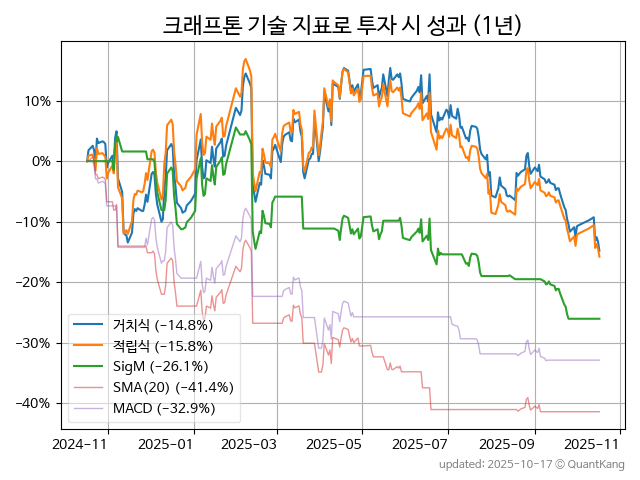 크래프톤 기술 지표로 투자 시 성과 (1년)
10%
0%
−10%
−20%
−30%
−40%
거치식 (−14.8%)
적립식 (−15.8%)
SigM (−26.1%)
SMA(20) (−41.4%)
MACD (−32.9%)
2024-11 2025-01 2025-03 2025-05 2025-07 2025-09 2025-11
updated: 2025-10-17 © QuantKang